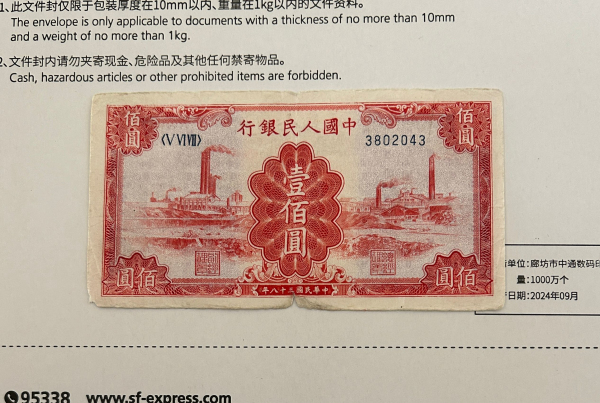 1、此文件封仅限于包装厚度在10mm以内、重量在1kg以内的文件资料。
The envelope is only applicable to documents with a thickness of no more than 10mm
and a weight of no more than 1kg.
2、文件封内请勿夹寄现金、危险品及其他任何禁寄物品。
Cash, hazardous articles or other prohibited items are forbidden.
佰圓
佰圓
行銀民人國中
〈V VI VII〉
3802043
壹佰圓
圓佰
圓佰
年八十三國民華中
单位：廊坊市中通数码印
量：1000万个
日期：2024年09月
95338 www.sf-express.com